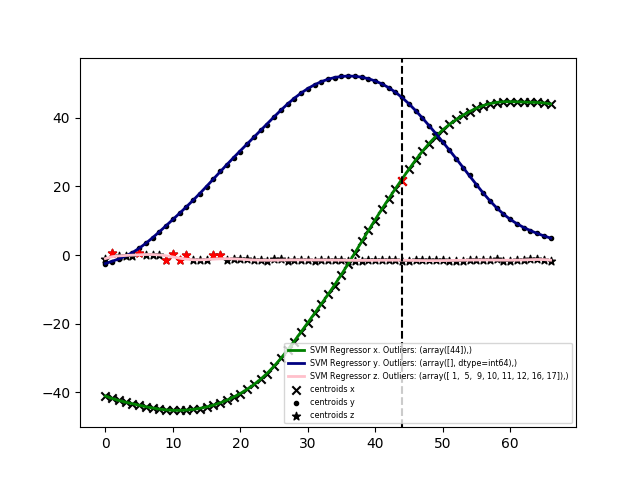 40
20
0
−20
−40
SVM Regressor x. Outliers: (array([44]),)
SVM Regressor y. Outliers: (array([], dtype=int64),)
SVM Regressor z. Outliers: (array([ 1,  5,  9, 10, 11, 12, 16, 17]),)
centroids x
centroids y
centroids z
0 10 20 30 40 50 60